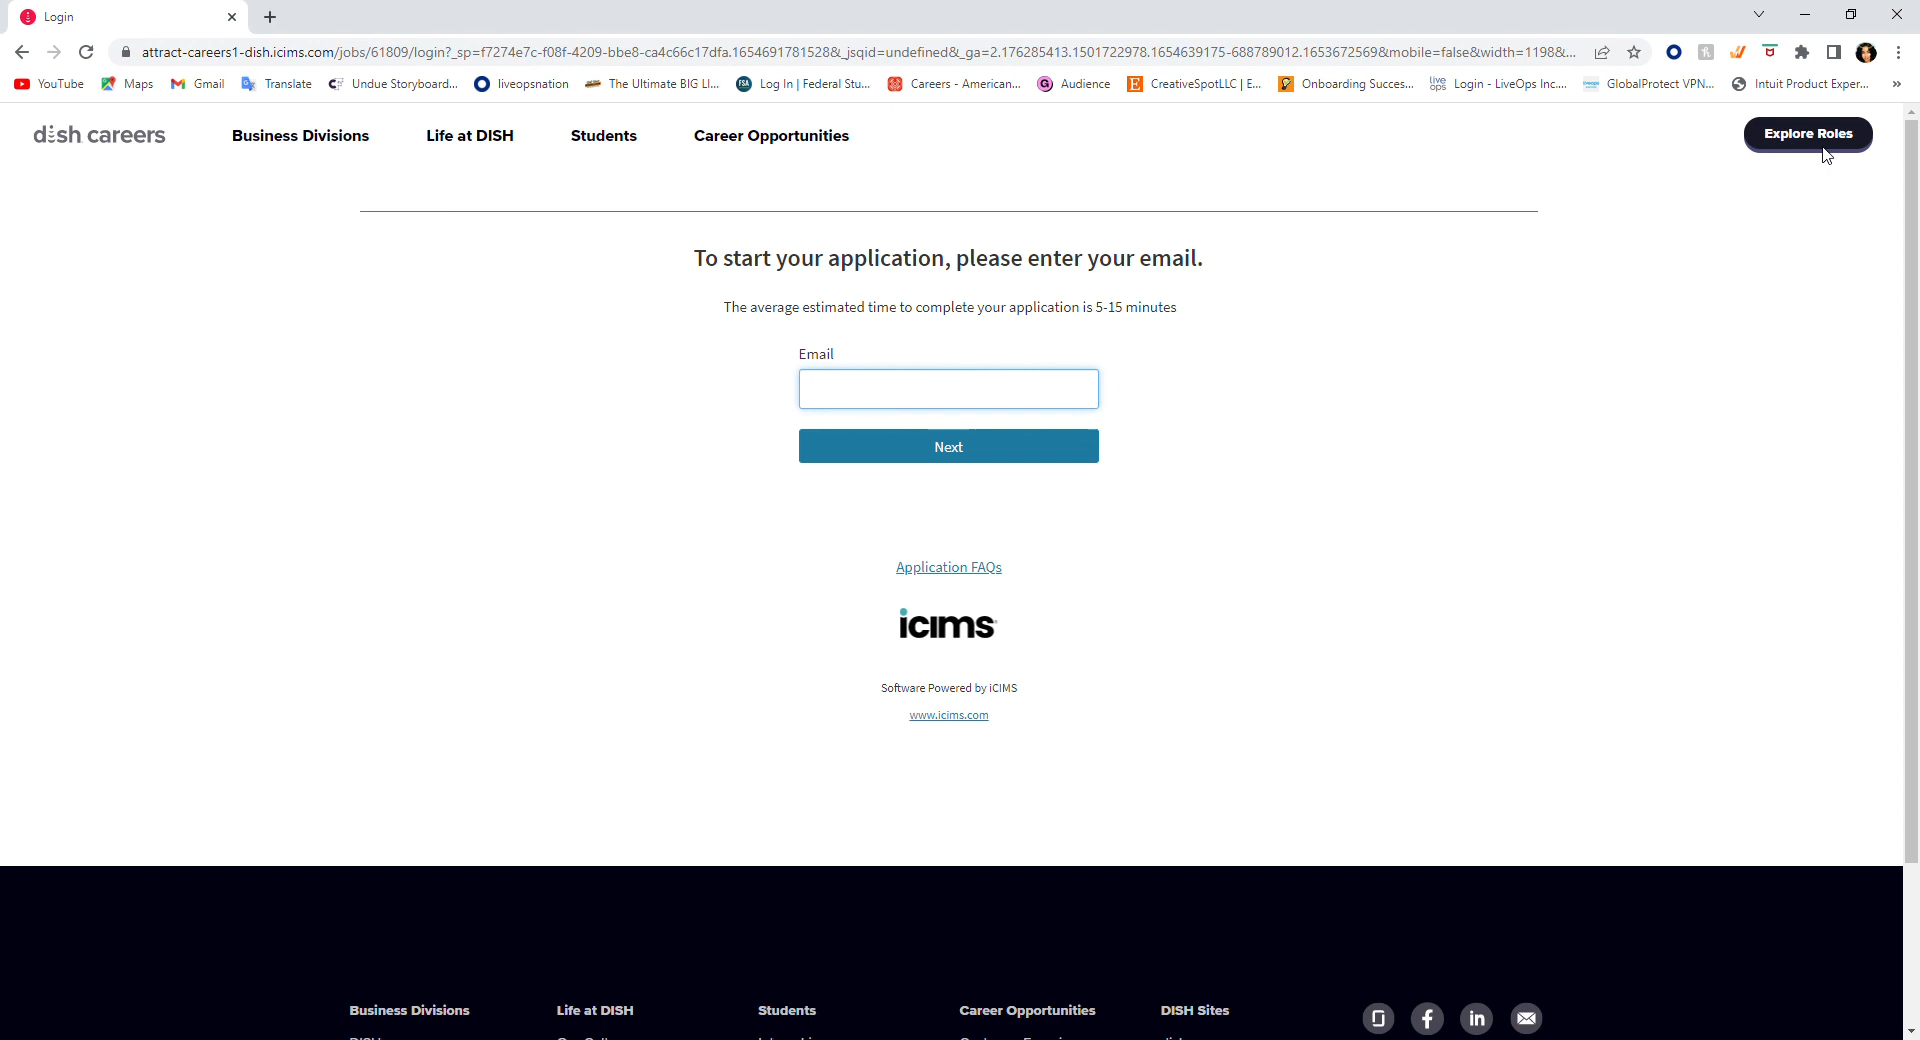 Login
attract-careers1-dish.icims.com/jobs/61809/login?_sp=f7274e7c-f08f-4209-bbe8-ca4c66c17dfa.1654691781528&_jsqid=undefined&_ga=2.176285413.1501722978.1654639175-688789012.1653672569&mobile=false&width=1198&...
YouTube Maps Gmail Translate Undue Storyboard... liveopsnation The Ultimate BIG LI... FSA Log In | Federal Stu... Careers - American... Audience CreativeSpotLLC | E... Onboarding Succes... live ops Login - LiveOps Inc.... GlobalProtect VPN... Intuit Product Exper... »
dish careers Business Divisions Life at DISH Students Career Opportunities Explore Roles
To start your application, please enter your email.
The average estimated time to complete your application is 5-15 minutes
Email
Next
Application FAQs
icims
Software Powered by iCIMS
www.icims.com
Business Divisions Life at DISH Students Career Opportunities DISH Sites